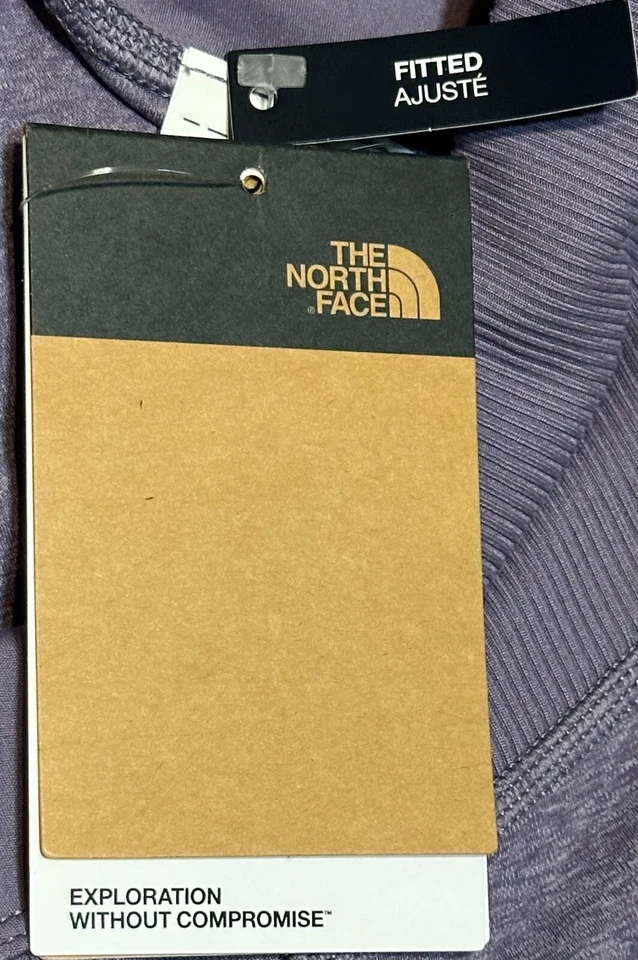 FITTED
AJUSTÉ
THE
NORTH
®FACE
EXPLORATION
WITHOUT COMPROMISE™